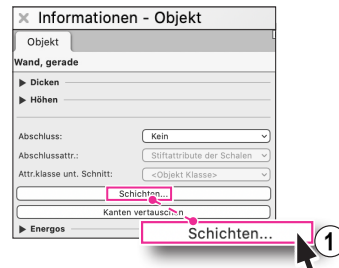 × Informationen - Objekt
Objekt
Wand, gerade
▶ Dicken
▶ Höhen
Abschluss: Kein
Abschlussattr.: Stiftattribute der Schalen
Attr.klasse unt. Schnitt: <Objekt Klasse>
Schichten...
Kanten vertauschen
▶ Energos
Schichten...
1